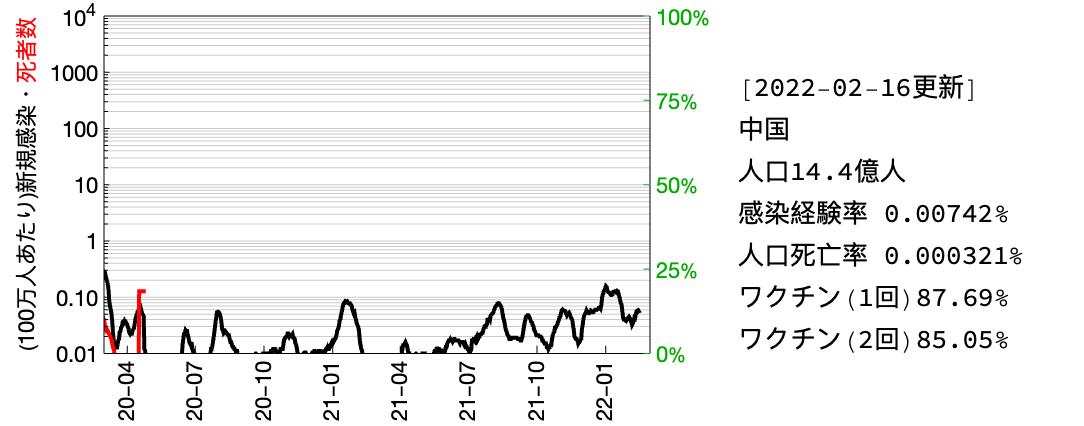 (100万人あたり)新規感染・死者数
10^4
1000
100
10
1
0.10
0.01
100%
75%
50%
25%
0%
20-04
20-07
20-10
21-01
21-04
21-07
21-10
22-01
[2022-02-16更新]
中国
人口14.4億人
感染経験率 0.00742%
人口死亡率 0.000321%
ワクチン(1回)87.69%
ワクチン(2回)85.05%